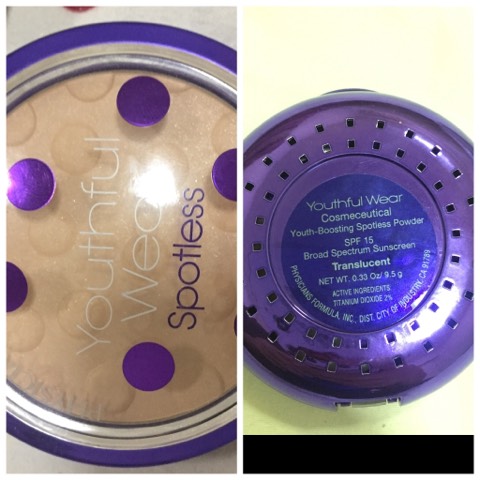 Youthful
Wear
Spotless
Youthful Wear
Cosmeceutical
Youth-Boosting Spotless Powder
SPF 15
Broad Spectrum Sunscreen
Translucent
NET WT. 0.33 Oz/ 9.5 g
ACTIVE INGREDIENTS:
TITANIUM DIOXIDE 2%
PHYSICIANS FORMULA, INC., DIST. CITY OF INDUSTRY, CA 91789